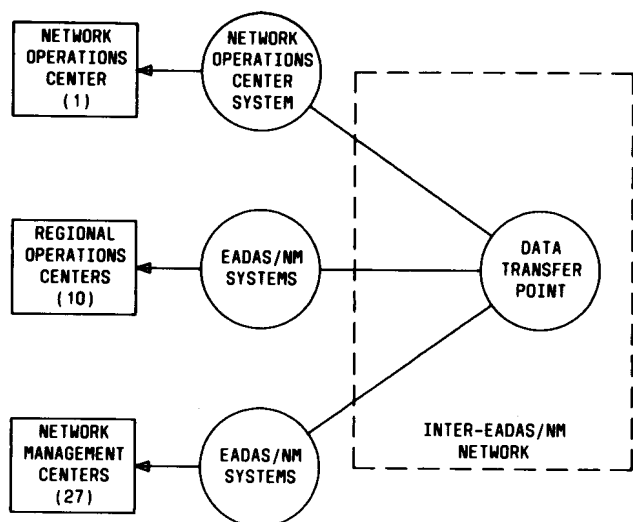 NETWORK
OPERATIONS
CENTER
(1)
NETWORK
OPERATIONS
CENTER
SYSTEM
REGIONAL
OPERATIONS
CENTERS
(10)
EADAS/NM
SYSTEMS
DATA
TRANSFER
POINT
NETWORK
MANAGEMENT
CENTERS
(27)
EADAS/NM
SYSTEMS
INTER-EADAS/NM
NETWORK